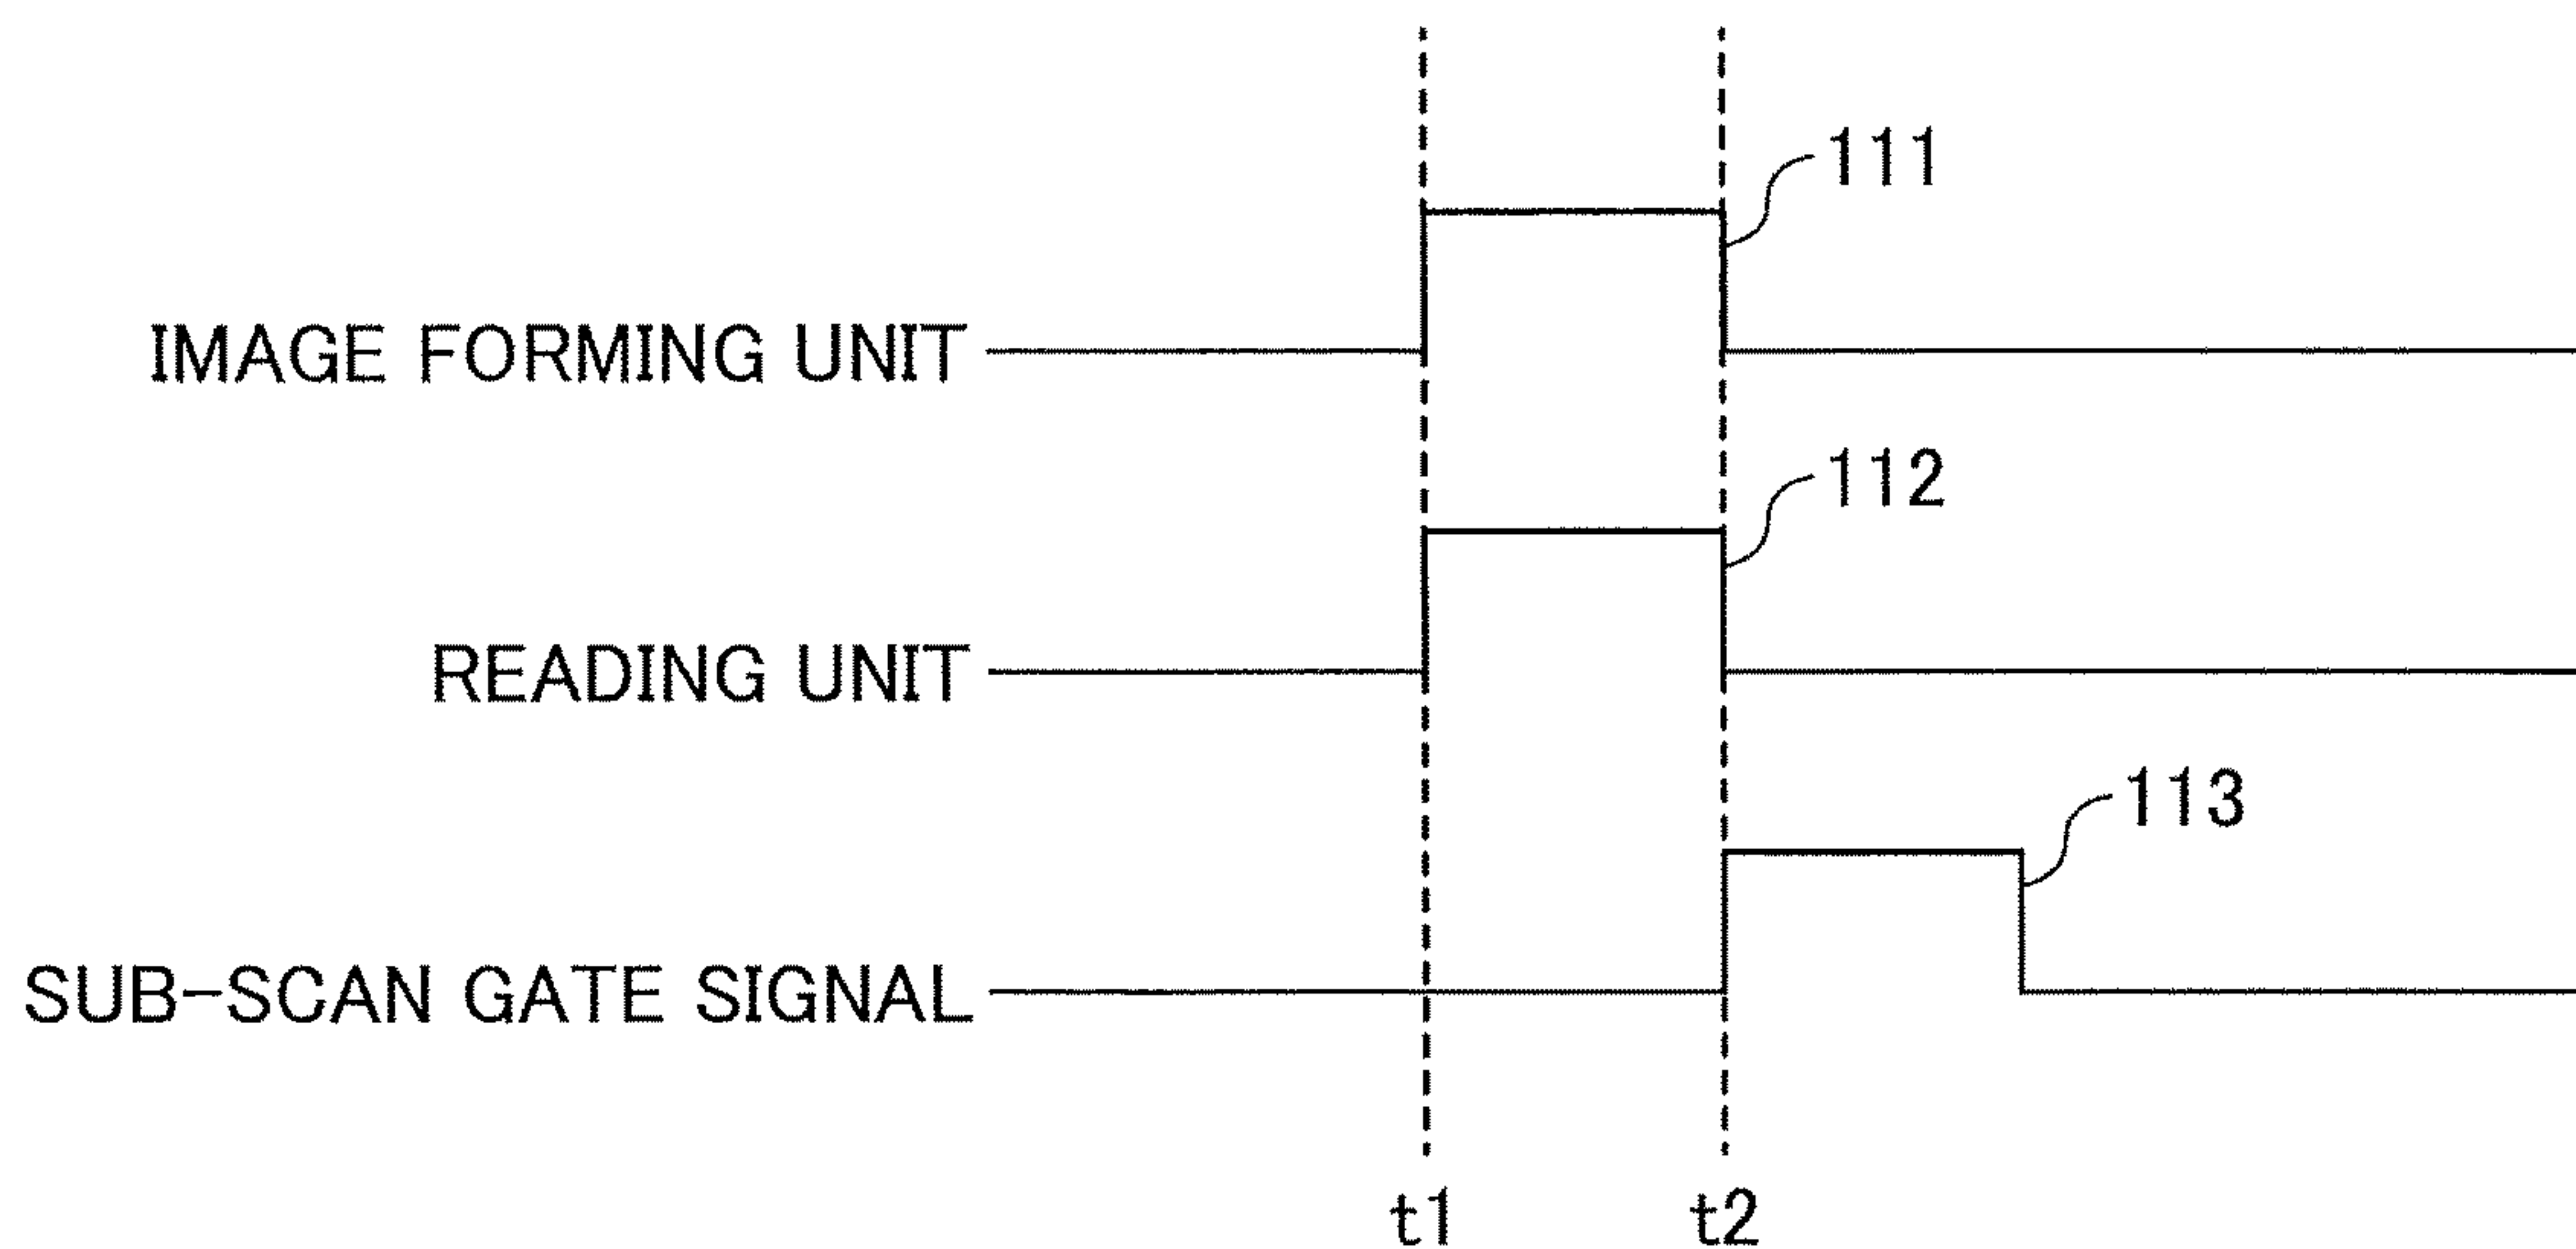 111
IMAGE FORMING UNIT
112
READING UNIT
113
SUB-SCAN GATE SIGNAL
t1 t2